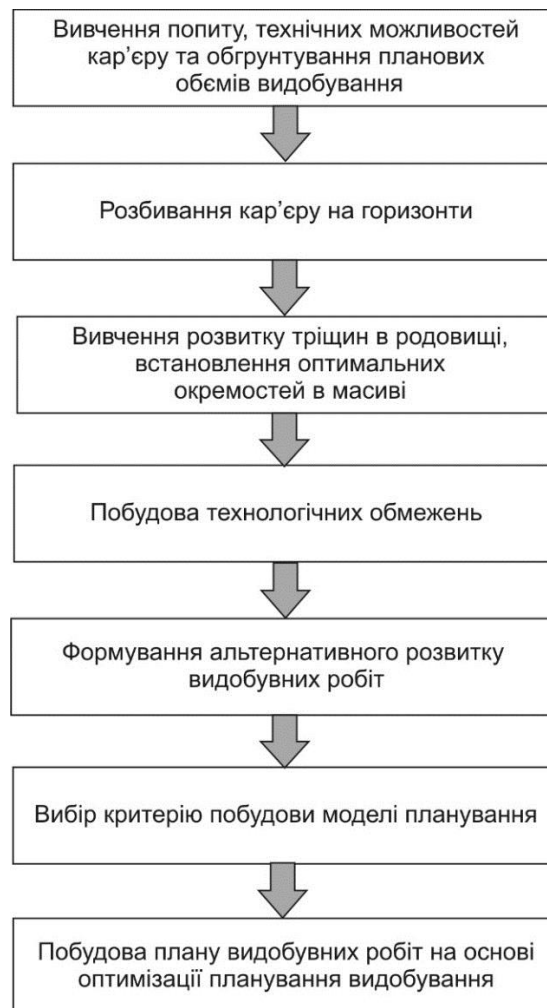 Вивчення попиту, технічних можливостей
кар’єру та обгрунтування планових
обємів видобування
Розбивання кар’єру на горизонти
Вивчення розвитку тріщин в родовищі,
встановлення оптимальних
окремостей в масиві
Побудова технологічних обмежень
Формування альтернативного розвитку
видобувних робіт
Вибір критерію побудови моделі планування
Побудова плану видобувних робіт на основі
оптимізації планування видобування